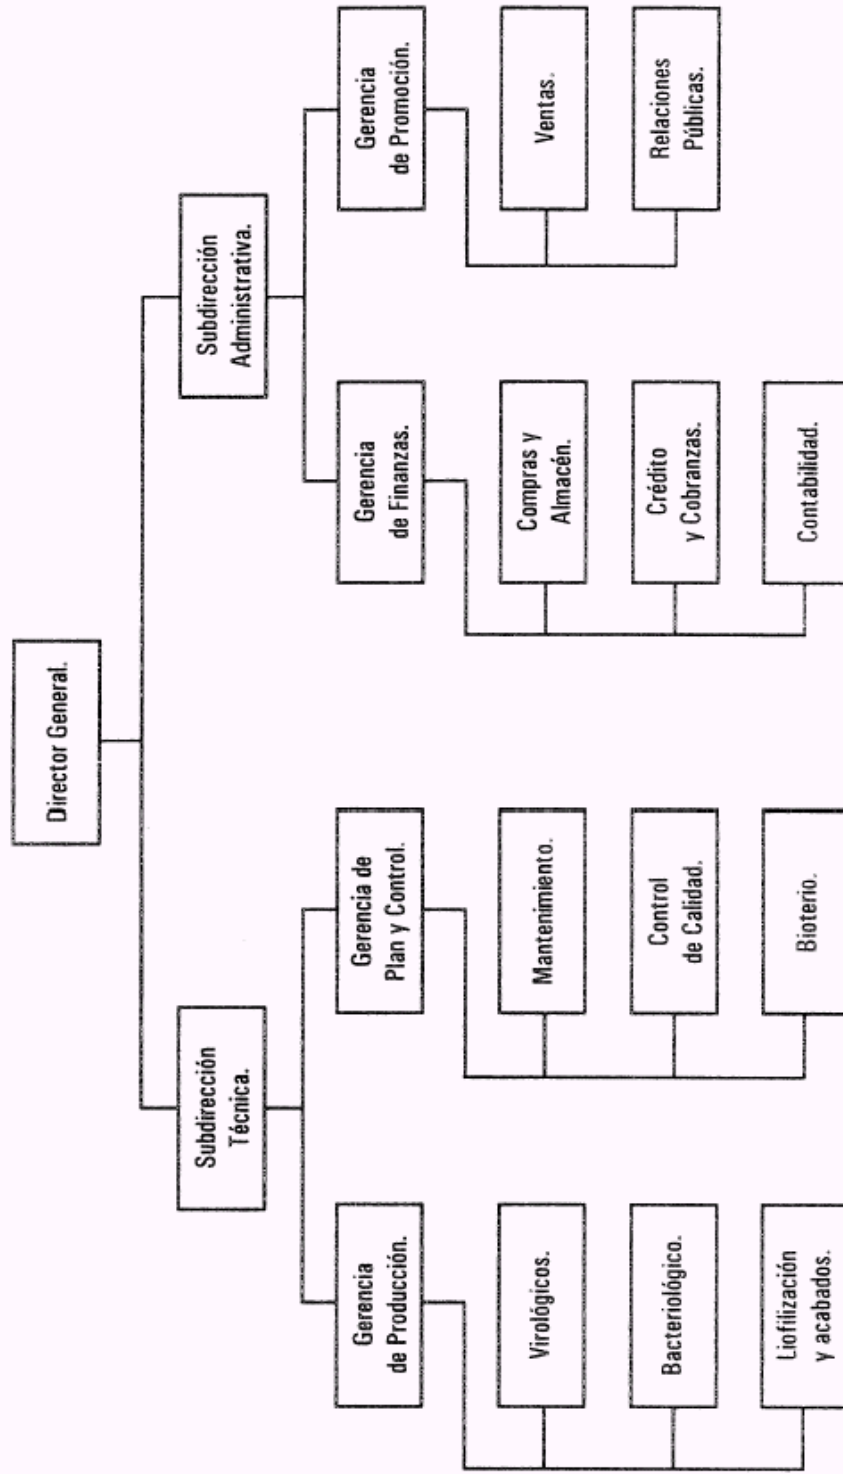 Director General.
Subdirección
Técnica.
Subdirección
Administrativa.
Gerencia
de Producción.
Gerencia de
Plan y Control.
Gerencia
de Finanzas.
Gerencia
de Promoción.
Virológicos.
Mantenimiento.
Compras y
Almacén.
Ventas.
Bacteriológico.
Control
de Calidad.
Crédito
y Cobranzas.
Relaciones
Públicas.
Liofilización
y acabados.
Bioterio.
Contabilidad.